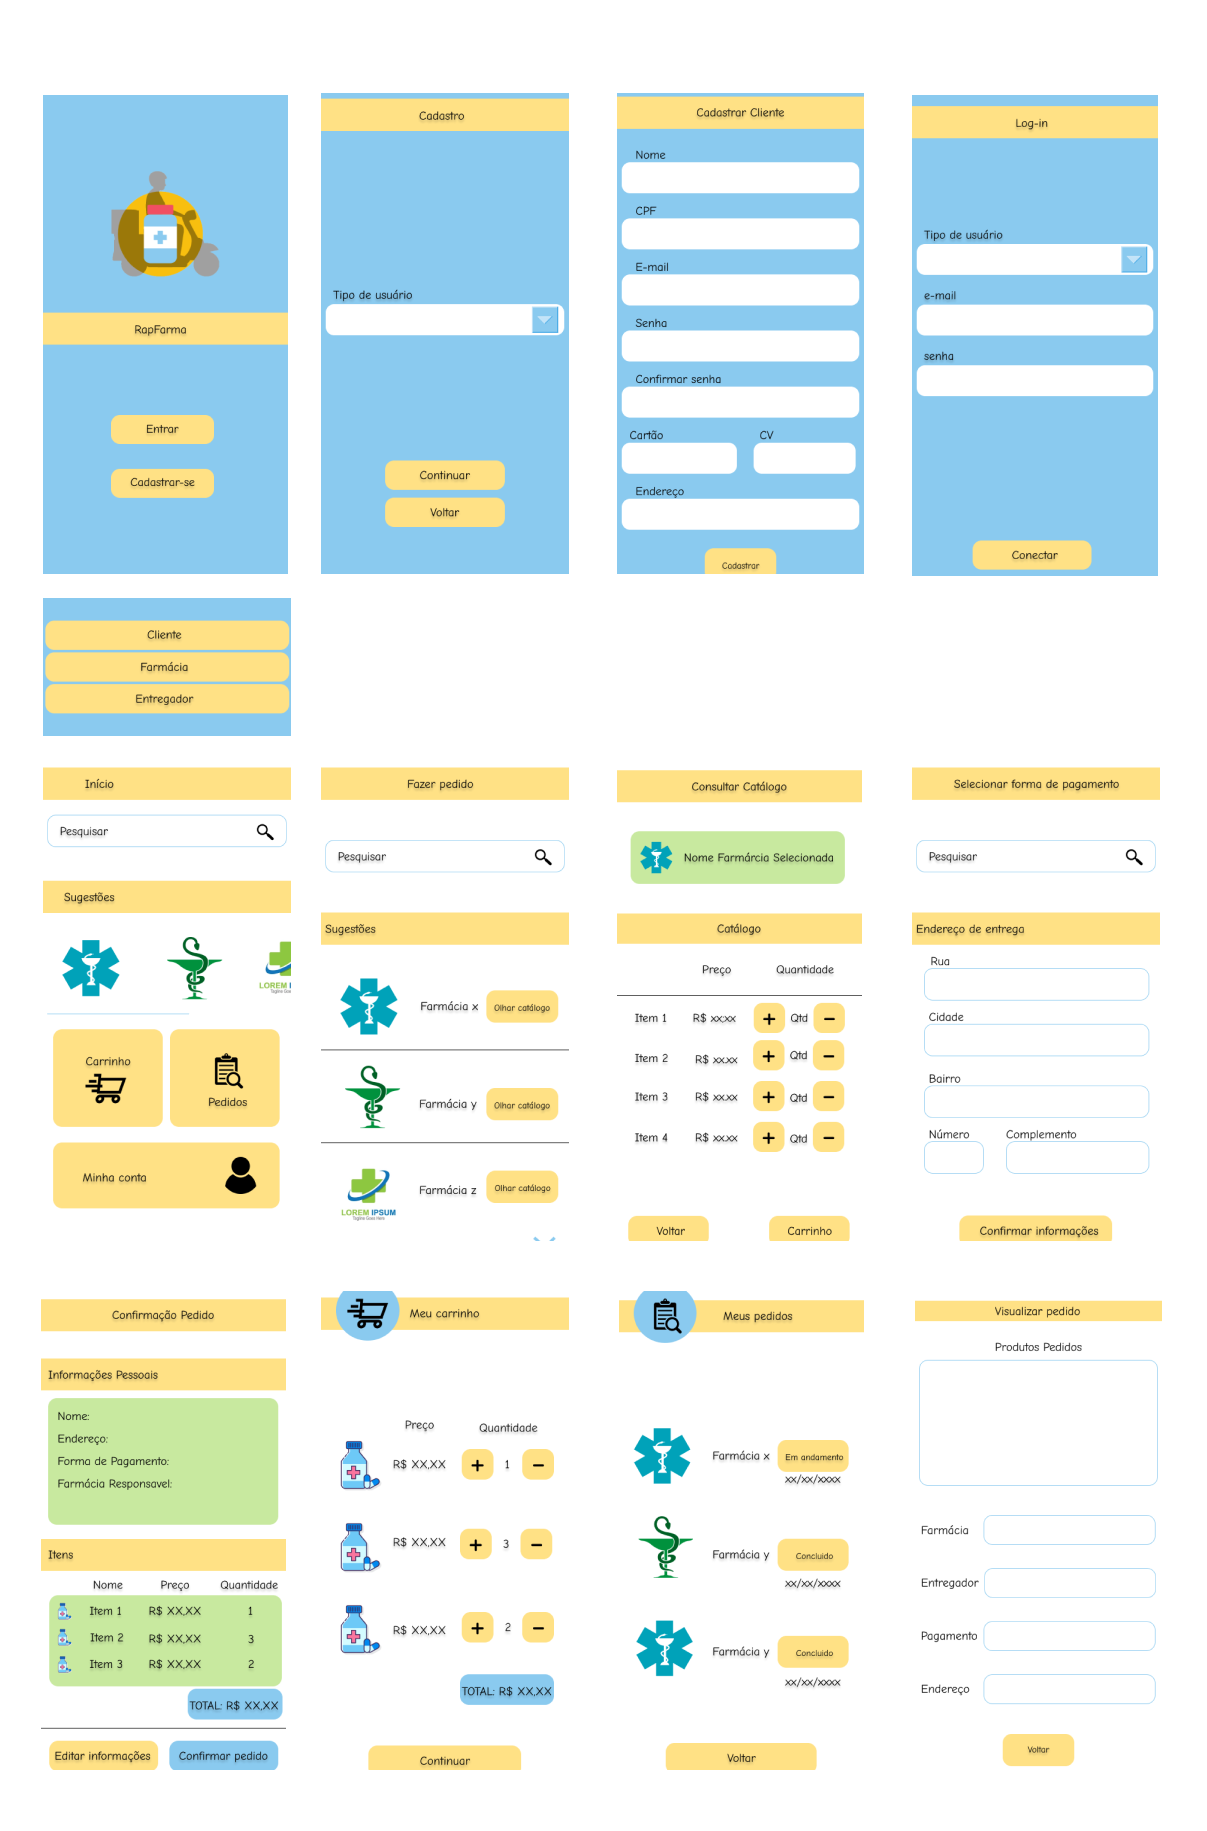 RapFarma
Entrar
Cadastrar-se
Cadastro
Tipo de usuário
Continuar
Voltar
Cadastrar Cliente
Nome
CPF
E-mail
Senha
Confirmar senha
Cartão CV
Endereço
Cadastrar
Log-in
Tipo de usuário
e-mail
senha
Conectar
Cliente
Farmácia
Entregador
Início
Pesquisar
Sugestões
LOREM I
Carrinho
Pedidos
Minha conta
Fazer pedido
Pesquisar
Sugestões
Farmácia x Olhar catálogo
Farmácia y Olhar catálogo
Farmácia z Olhar catálogo
LOREM IPSUM
Tagline Goes Here
Consultar Catálogo
Nome Farmárcia Selecionada
Catálogo
Preço Quantidade
Item 1 R$ xx;xx + Qtd −
Item 2 R$ xx.xx + Qtd −
Item 3 R$ xx.xx + Qtd −
Item 4 R$ xx.xx + Qtd −
Voltar Carrinho
Selecionar forma de pagamento
Pesquisar
Endereço de entrega
Rua
Cidade
Bairro
Número Complemento
Confirmar informações
Confirmação Pedido
Informações Pessoais
Nome:
Endereço:
Forma de Pagamento:
Farmácia Responsavel:
Itens
Nome Preço Quantidade
Item 1 R$ XX,XX 1
Item 2 R$ XX,XX 3
Item 3 R$ XX,XX 2
TOTAL: R$ XX,XX
Editar informações Confirmar pedido
Meu carrinho
Preço Quantidade
R$ XX,XX + 1 −
R$ XX,XX + 3 −
R$ XX,XX + 2 −
TOTAL: R$ XX,XX
Continuar
Meus pedidos
Farmácia x Em andamento
xx/xx/xxxx
Farmácia y Concluido
xx/xx/xxxx
Farmácia y Concluido
xx/xx/xxxx
Voltar
Visualizar pedido
Produtos Pedidos
Farmácia
Entregador
Pagamento
Endereço
Voltar